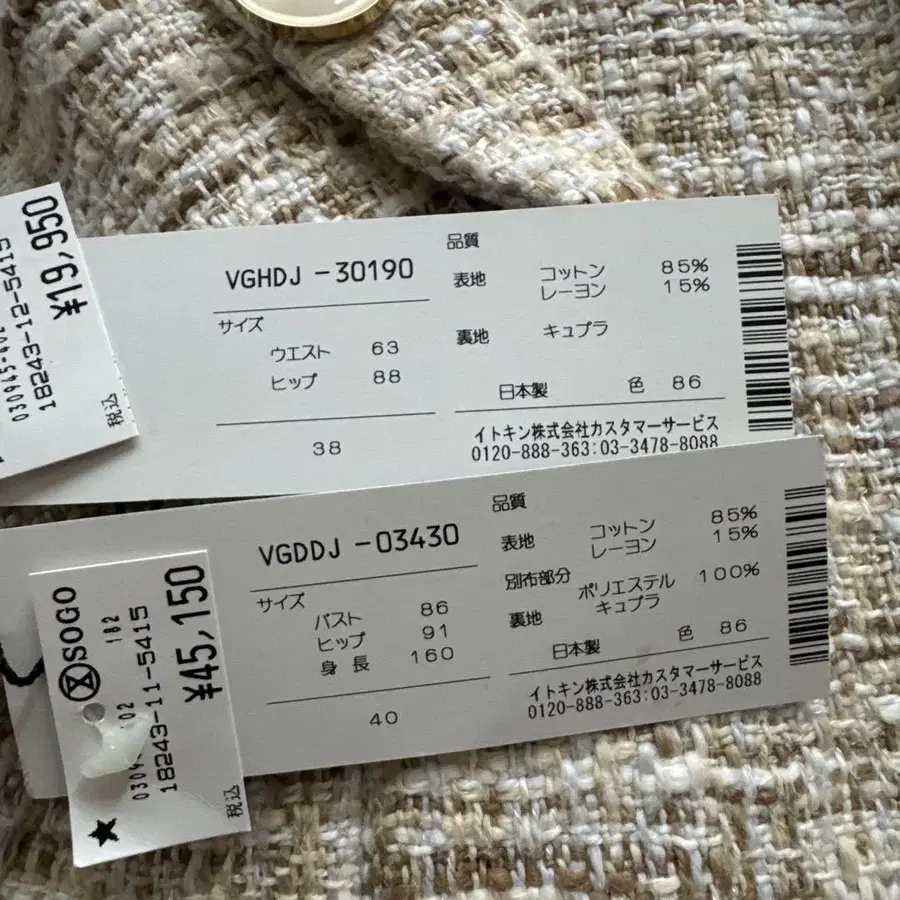 ¥19,950
18243-12-5415
税込
VGHDJ-30190
サイズ
ウエスト 63
ヒップ 88
38
品質
表地 コットン 85%
レーヨン 15%
裏地 キュプラ
日本製 色 86
イトキン株式会社カスタマーサービス
0120-888-363:03-3478-8088
SOGO
182
¥45,150
18243-11-5415
税込
★
VGDDJ-03430
サイズ
バスト 86
ヒップ 91
身長 160
40
品質
表地 コットン 85%
レーヨン 15%
別布部分 ポリエステル 100%
裏地 キュプラ
日本製 色 86
イトキン株式会社カスタマーサービス
0120-888-363:03-3478-8088